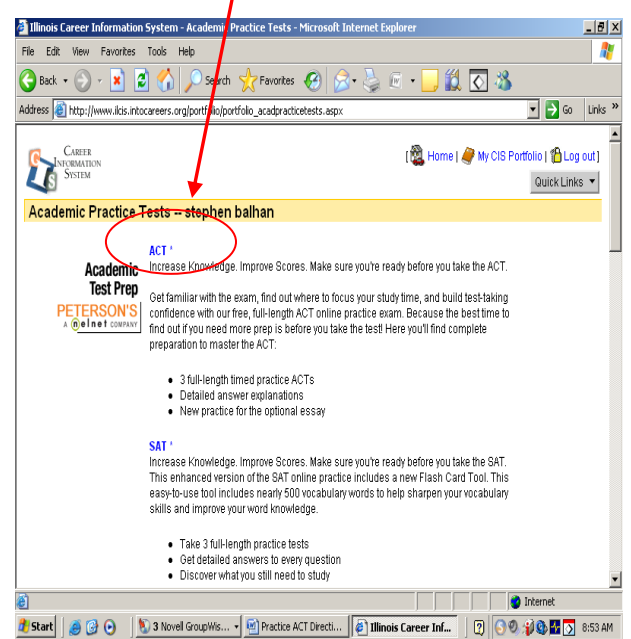 Illinois Career Information System - Academic Practice Tests - Microsoft Internet Explorer
File Edit View Favorites Tools Help
Back Search Favorites
Address http://www.ilcis.intocareers.org/portfolio/portfolio_acadpracticetests.aspx Go Links »
CAREER
INFORMATION
SYSTEM
[ Home | My CIS Portfolio | Log out ]
Quick Links
Academic Practice Tests -- stephen balhan
Academic
Test Prep
PETERSON'S
A nelnet COMPANY
ACT *
Increase Knowledge. Improve Scores. Make sure you're ready before you take the ACT.
Get familiar with the exam, find out where to focus your study time, and build test-taking
confidence with our free, full-length ACT online practice exam. Because the best time to
find out if you need more prep is before you take the test! Here you'll find complete
preparation to master the ACT:
• 3 full-length timed practice ACTs
• Detailed answer explanations
• New practice for the optional essay
SAT *
Increase Knowledge. Improve Scores. Make sure you're ready before you take the SAT.
This enhanced version of the SAT online practice includes a new Flash Card Tool. This
easy-to-use tool includes nearly 500 vocabulary words to help sharpen your vocabulary
skills and improve your word knowledge.
• Take 3 full-length practice tests
• Get detailed answers to every question
• Discover what you still need to study
Internet
Start 3 Novell GroupWis... Practice ACT Directi... Illinois Career Inf... 8:53 AM